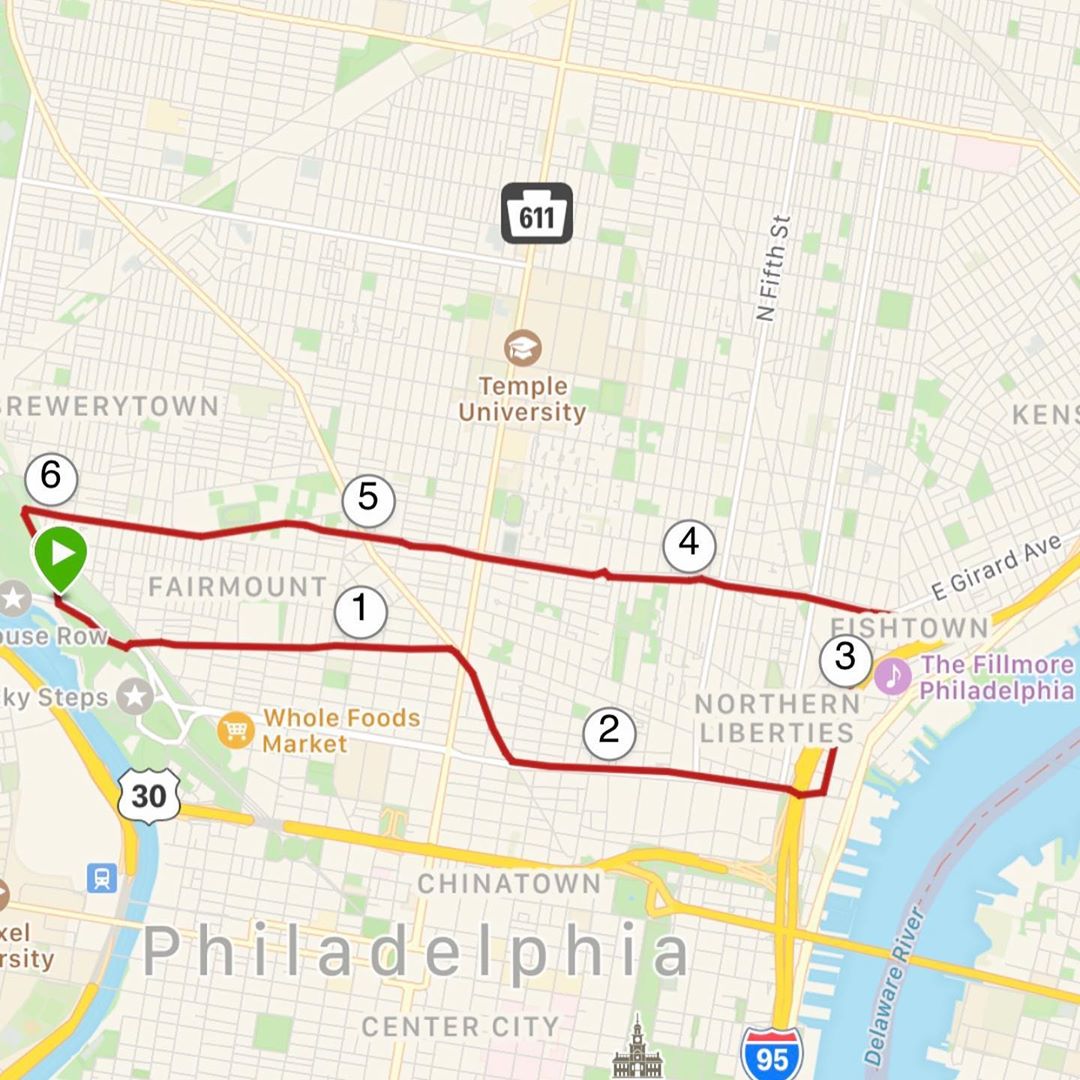 611
N Fifth St
Temple
University
REWERYTOWN
KENS
6
5
4
E Girard Ave
FAIRMOUNT
1
FISHTOWN
ouse Row
3
The Fillmore
Philadelphia
ky Steps
NORTHERN
LIBERTIES
Whole Foods
Market
2
30
CHINATOWN
xel
rsity
Philadelphia
Delaware River
CENTER CITY
95